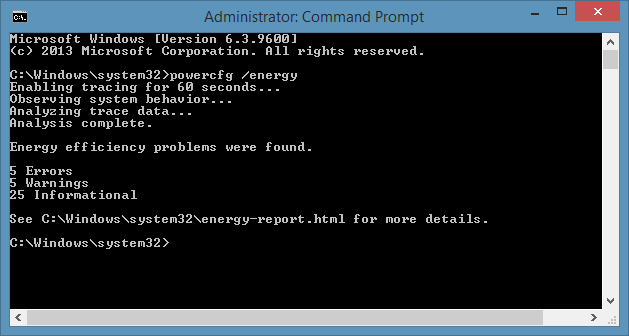 Administrator: Command Prompt
Microsoft Windows [Version 6.3.9600]
(c) 2013 Microsoft Corporation. All rights reserved.
C:\Windows\system32>powercfg /energy
Enabling tracing for 60 seconds...
Observing system behavior...
Analyzing trace data...
Analysis complete.
Energy efficiency problems were found.
5 Errors
5 Warnings
25 Informational
See C:\Windows\system32\energy-report.html for more details.
C:\Windows\system32>